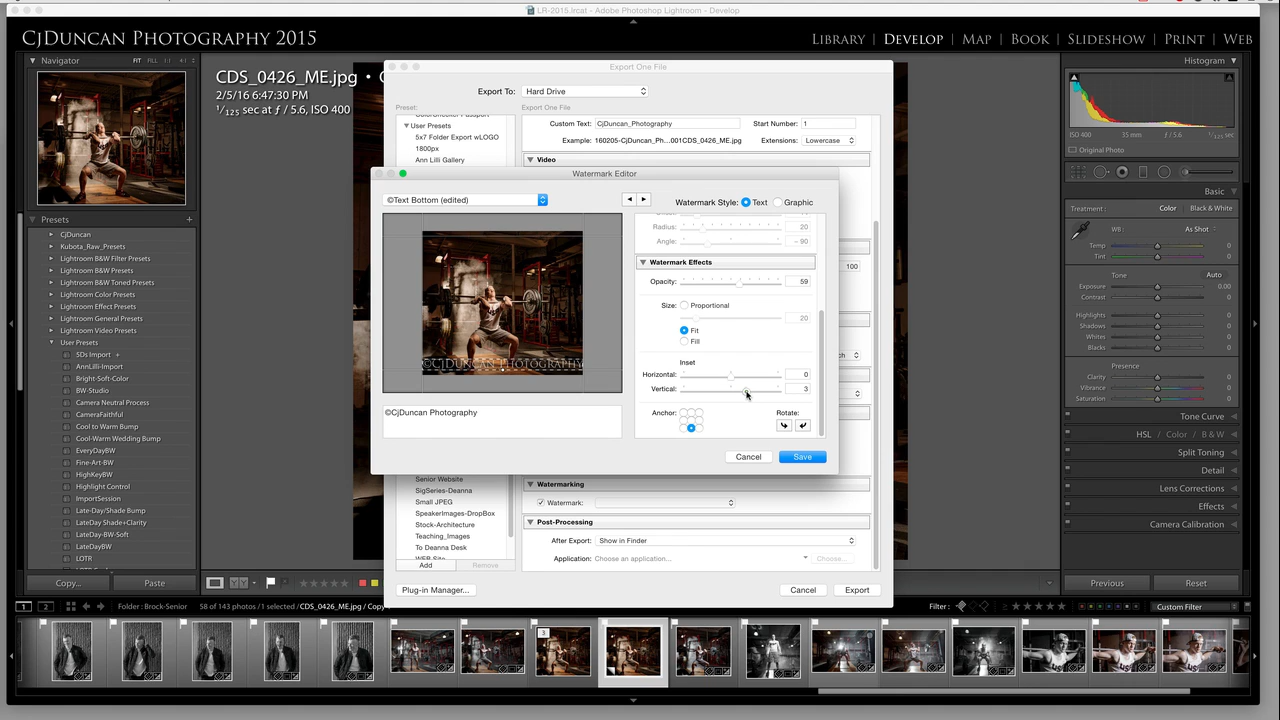 LR-2015.lrcat - Adobe Photoshop Lightroom - Develop
CjDuncan Photography 2015
Library | Develop | Map | Book | Slideshow | Print | Web
Navigator
FIT FILL 1:1 4:1
CDS_0426_ME.jpg • C
2/5/16 6:47:30 PM
1/125 sec at ƒ / 5.6, ISO 400
Presets +
CjDuncan
Kubota_Raw_Presets
Lightroom B&W Filter Presets
Lightroom B&W Presets
Lightroom B&W Toned Presets
Lightroom Color Presets
Lightroom Effect Presets
Lightroom General Presets
Lightroom Video Presets
User Presets
5Ds Import +
AnnLilli-Import
Bright-Soft-Color
BW-Studio
Camera Neutral Process
CameraFaithful
Cool to Warm Bump
Cool-Warm Wedding Bump
EveryDayBW
Fine-Art-BW
HighKeyBW
Highlight Control
ImportSession
Late-Day/Shade Bump
LateDay Shade+Clarity
LateDay-BW-Soft
LateDayBW
LOTR
Copy...
Paste
Export One File
Export To: Hard Drive
Preset:
Export One File
User Presets
5x7 Folder Export wLOGO
1800px
Ann Lilli Gallery
Custom Text: CjDuncan_Photography
Start Number: 1
Example: 160205-CjDuncan_Ph...001CDS_0426_ME.jpg
Extensions: Lowercase
Video
100
Watermark Editor
©Text Bottom (edited)
Watermark Style: Text Graphic
Radius: 20
Angle: - 90
Watermark Effects
Opacity: 59
Size: Proportional
20
Fit
Fill
Inset
Horizontal: 0
Vertical: 3
Anchor:
Rotate:
©CjDuncan Photography
©CjDuncan Photography
Cancel
Save
Senior Website
SigSeries-Deanna
Small JPEG
SpeakerImages-DropBox
Stock-Architecture
Teaching_Images
To Deanna Desk
Add
Remove
Watermarking
Watermark:
Post-Processing
After Export: Show in Finder
Application: Choose an application...
Choose...
Plug-in Manager...
Cancel
Export
Histogram
ISO 400 35 mm ƒ / 5.6 1/125 sec
Original Photo
Basic
Treatment: Color Black & White
WB: As Shot
Temp 0
Tint 0
Tone Auto
Exposure 0.00
Contrast 0
Highlights 0
Shadows 0
Whites 0
Blacks 0
Presence
Clarity 0
Vibrance 0
Saturation 0
Tone Curve
HSL / Color / B & W
Split Toning
Detail
Lens Corrections
Effects
Camera Calibration
Previous
Reset
1 2
Folder : Brock-Senior
58 of 143 photos / 1 selected / CDS_0426_ME.jpg / Copy
Filter :
Custom Filter
3